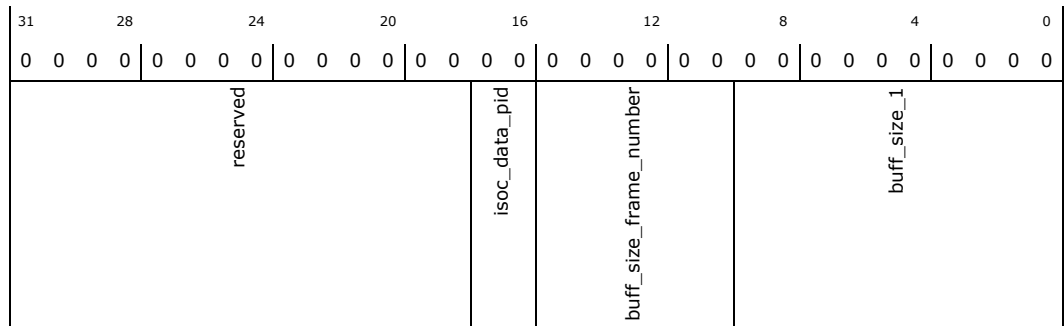 31 28 24 20 16 12 8 4 0
0 0 0 0 0 0 0 0 0 0 0 0 0 0 0 0 0 0 0 0 0 0 0 0 0 0 0 0 0 0 0 0
reserved
isoc_data_pid
buff_size_frame_number
buff_size_1